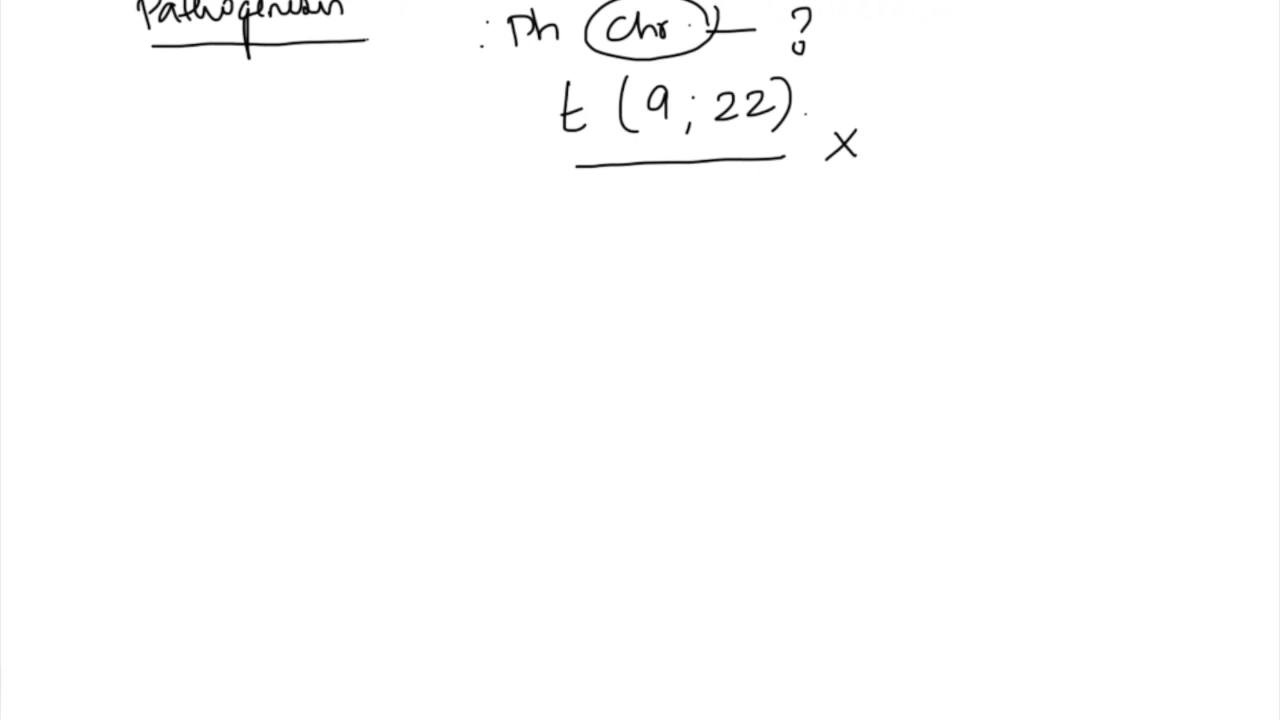 Pathogenesis : Ph Chr. — ?
t (9; 22).
x